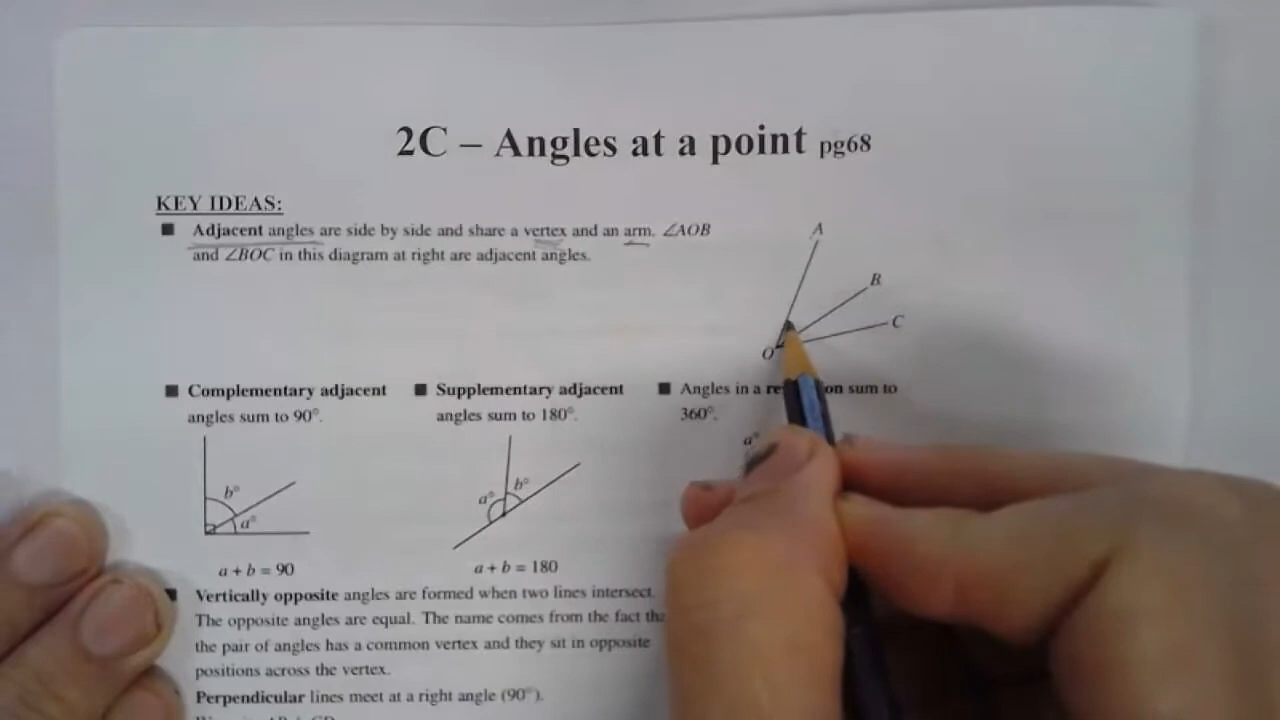 2C – Angles at a point pg68
KEY IDEAS:
■ Adjacent angles are side by side and share a vertex and an arm. ∠AOB
and ∠BOC in this diagram at right are adjacent angles.
A
B
C
O
■ Complementary adjacent
angles sum to 90°.
b°
a°
a + b = 90
■ Supplementary adjacent
angles sum to 180°.
a°
b°
a + b = 180
■ Angles in a sum to
360°.
a°
■ Vertically opposite angles are formed when two lines intersect.
The opposite angles are equal. The name comes from the fact
the pair of angles has a common vertex and they sit in opposite
positions across the vertex.
Perpendicular lines meet at a right angle (90°).